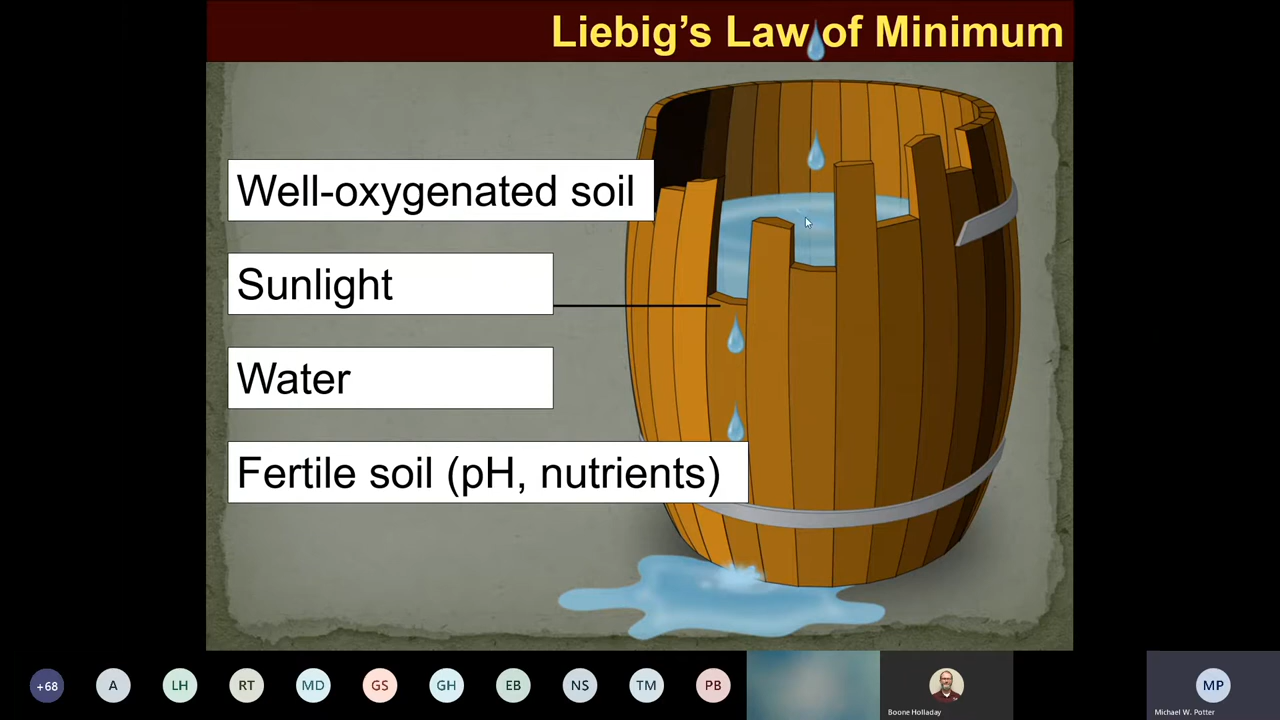 Liebig's Law of Minimum
Well-oxygenated soil
Sunlight
Water
Fertile soil (pH, nutrients)
+68
A
LH
RT
MD
GS
GH
EB
NS
TM
PB
MP
Boone Holladay
Michael W. Potter